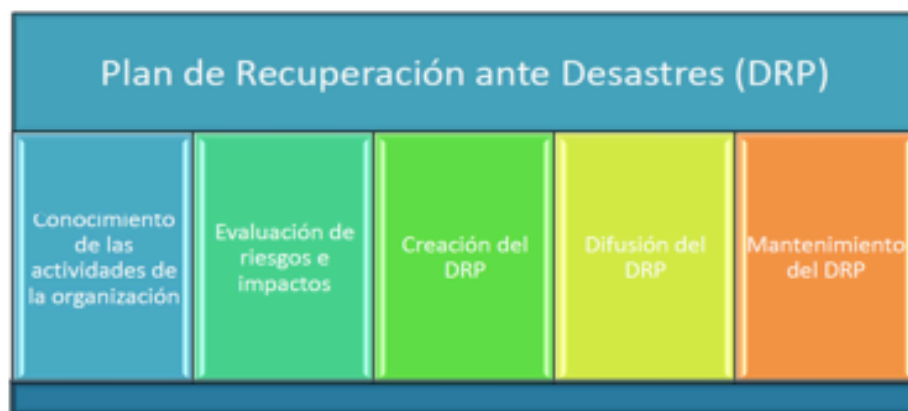 Plan de Recuperación ante Desastres (DRP)
Conocimiento
de las
actividades de
la organización
Evaluación de
riesgos e
impactos
Creación del
DRP
Difusión del
DRP
Mantenimiento
del DRP